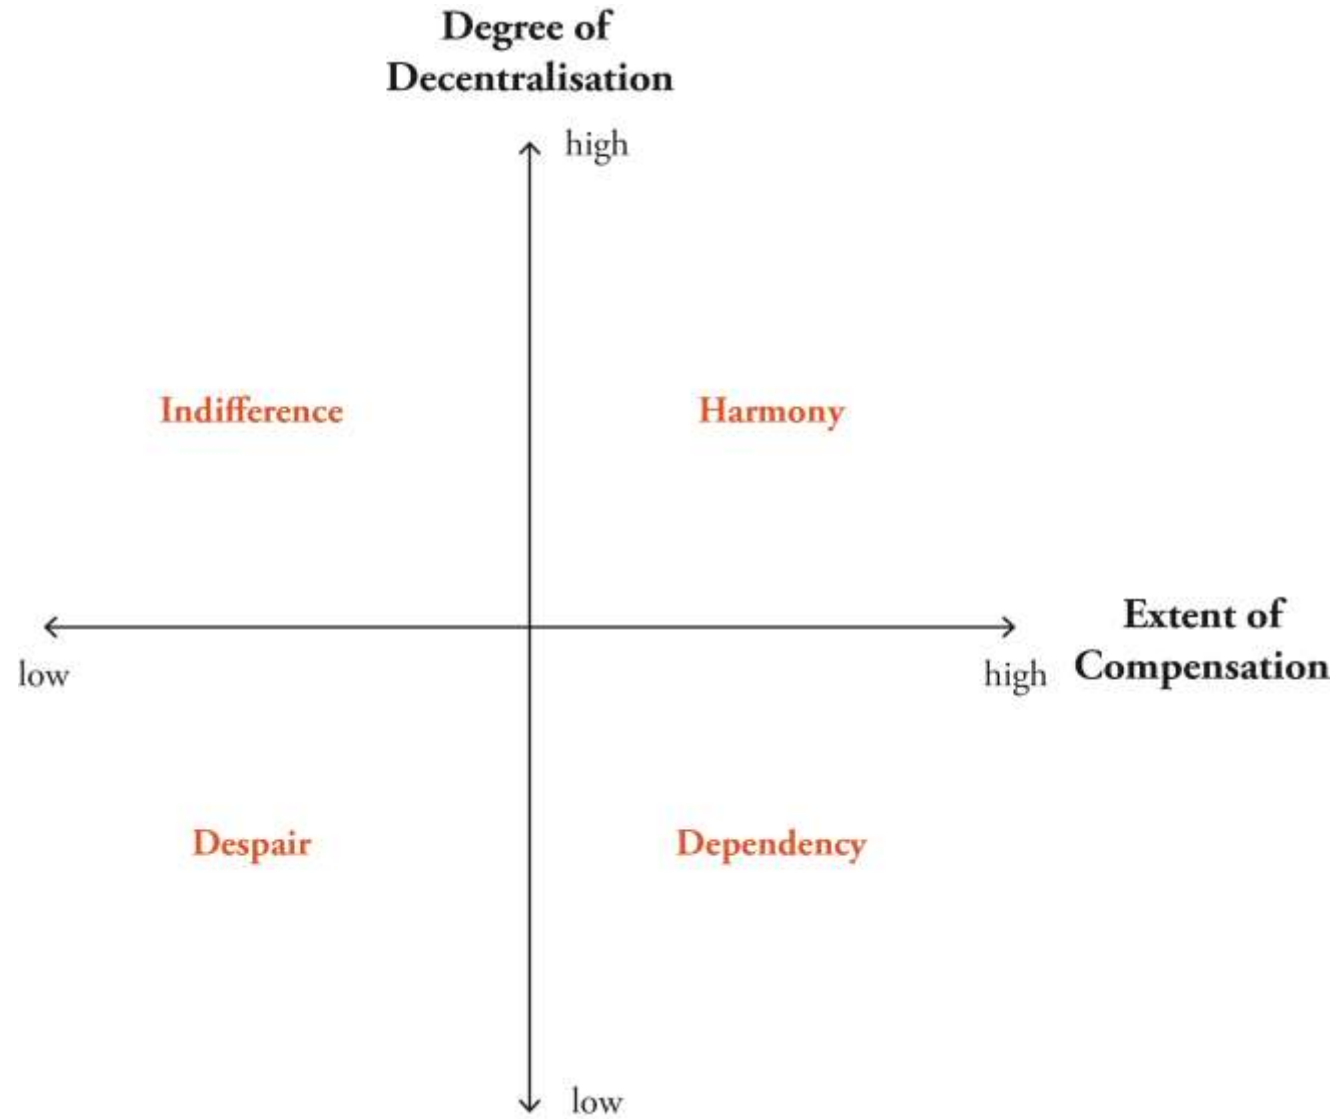 Degree of
Decentralisation
high
Indifference
Harmony
Extent of
Compensation
low
high
Despair
Dependency
low